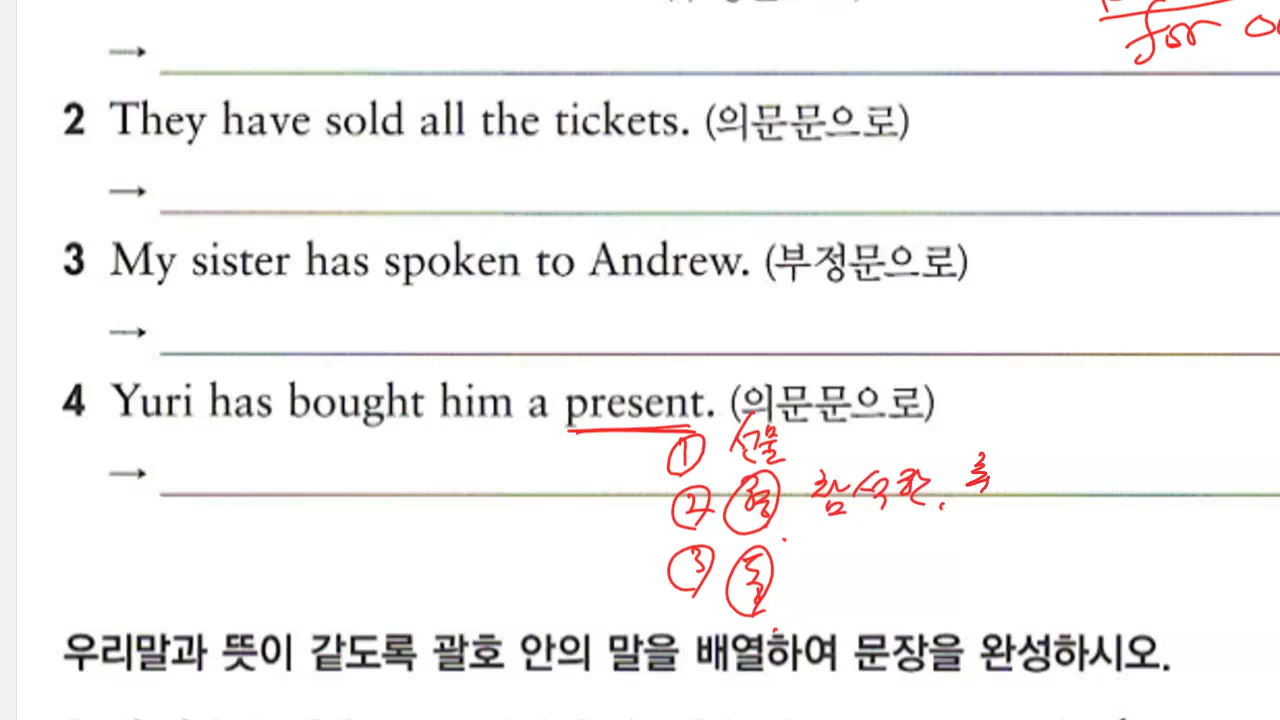 for
→
2 They have sold all the tickets. (의문문으로)
→
3 My sister has spoken to Andrew. (부정문으로)
→
4 Yuri has bought him a present. (의문문으로)
① 선물
→
② 형 참석한.
③ 동
우리말과 뜻이 같도록 괄호 안의 말을 배열하여 문장을 완성하시오.